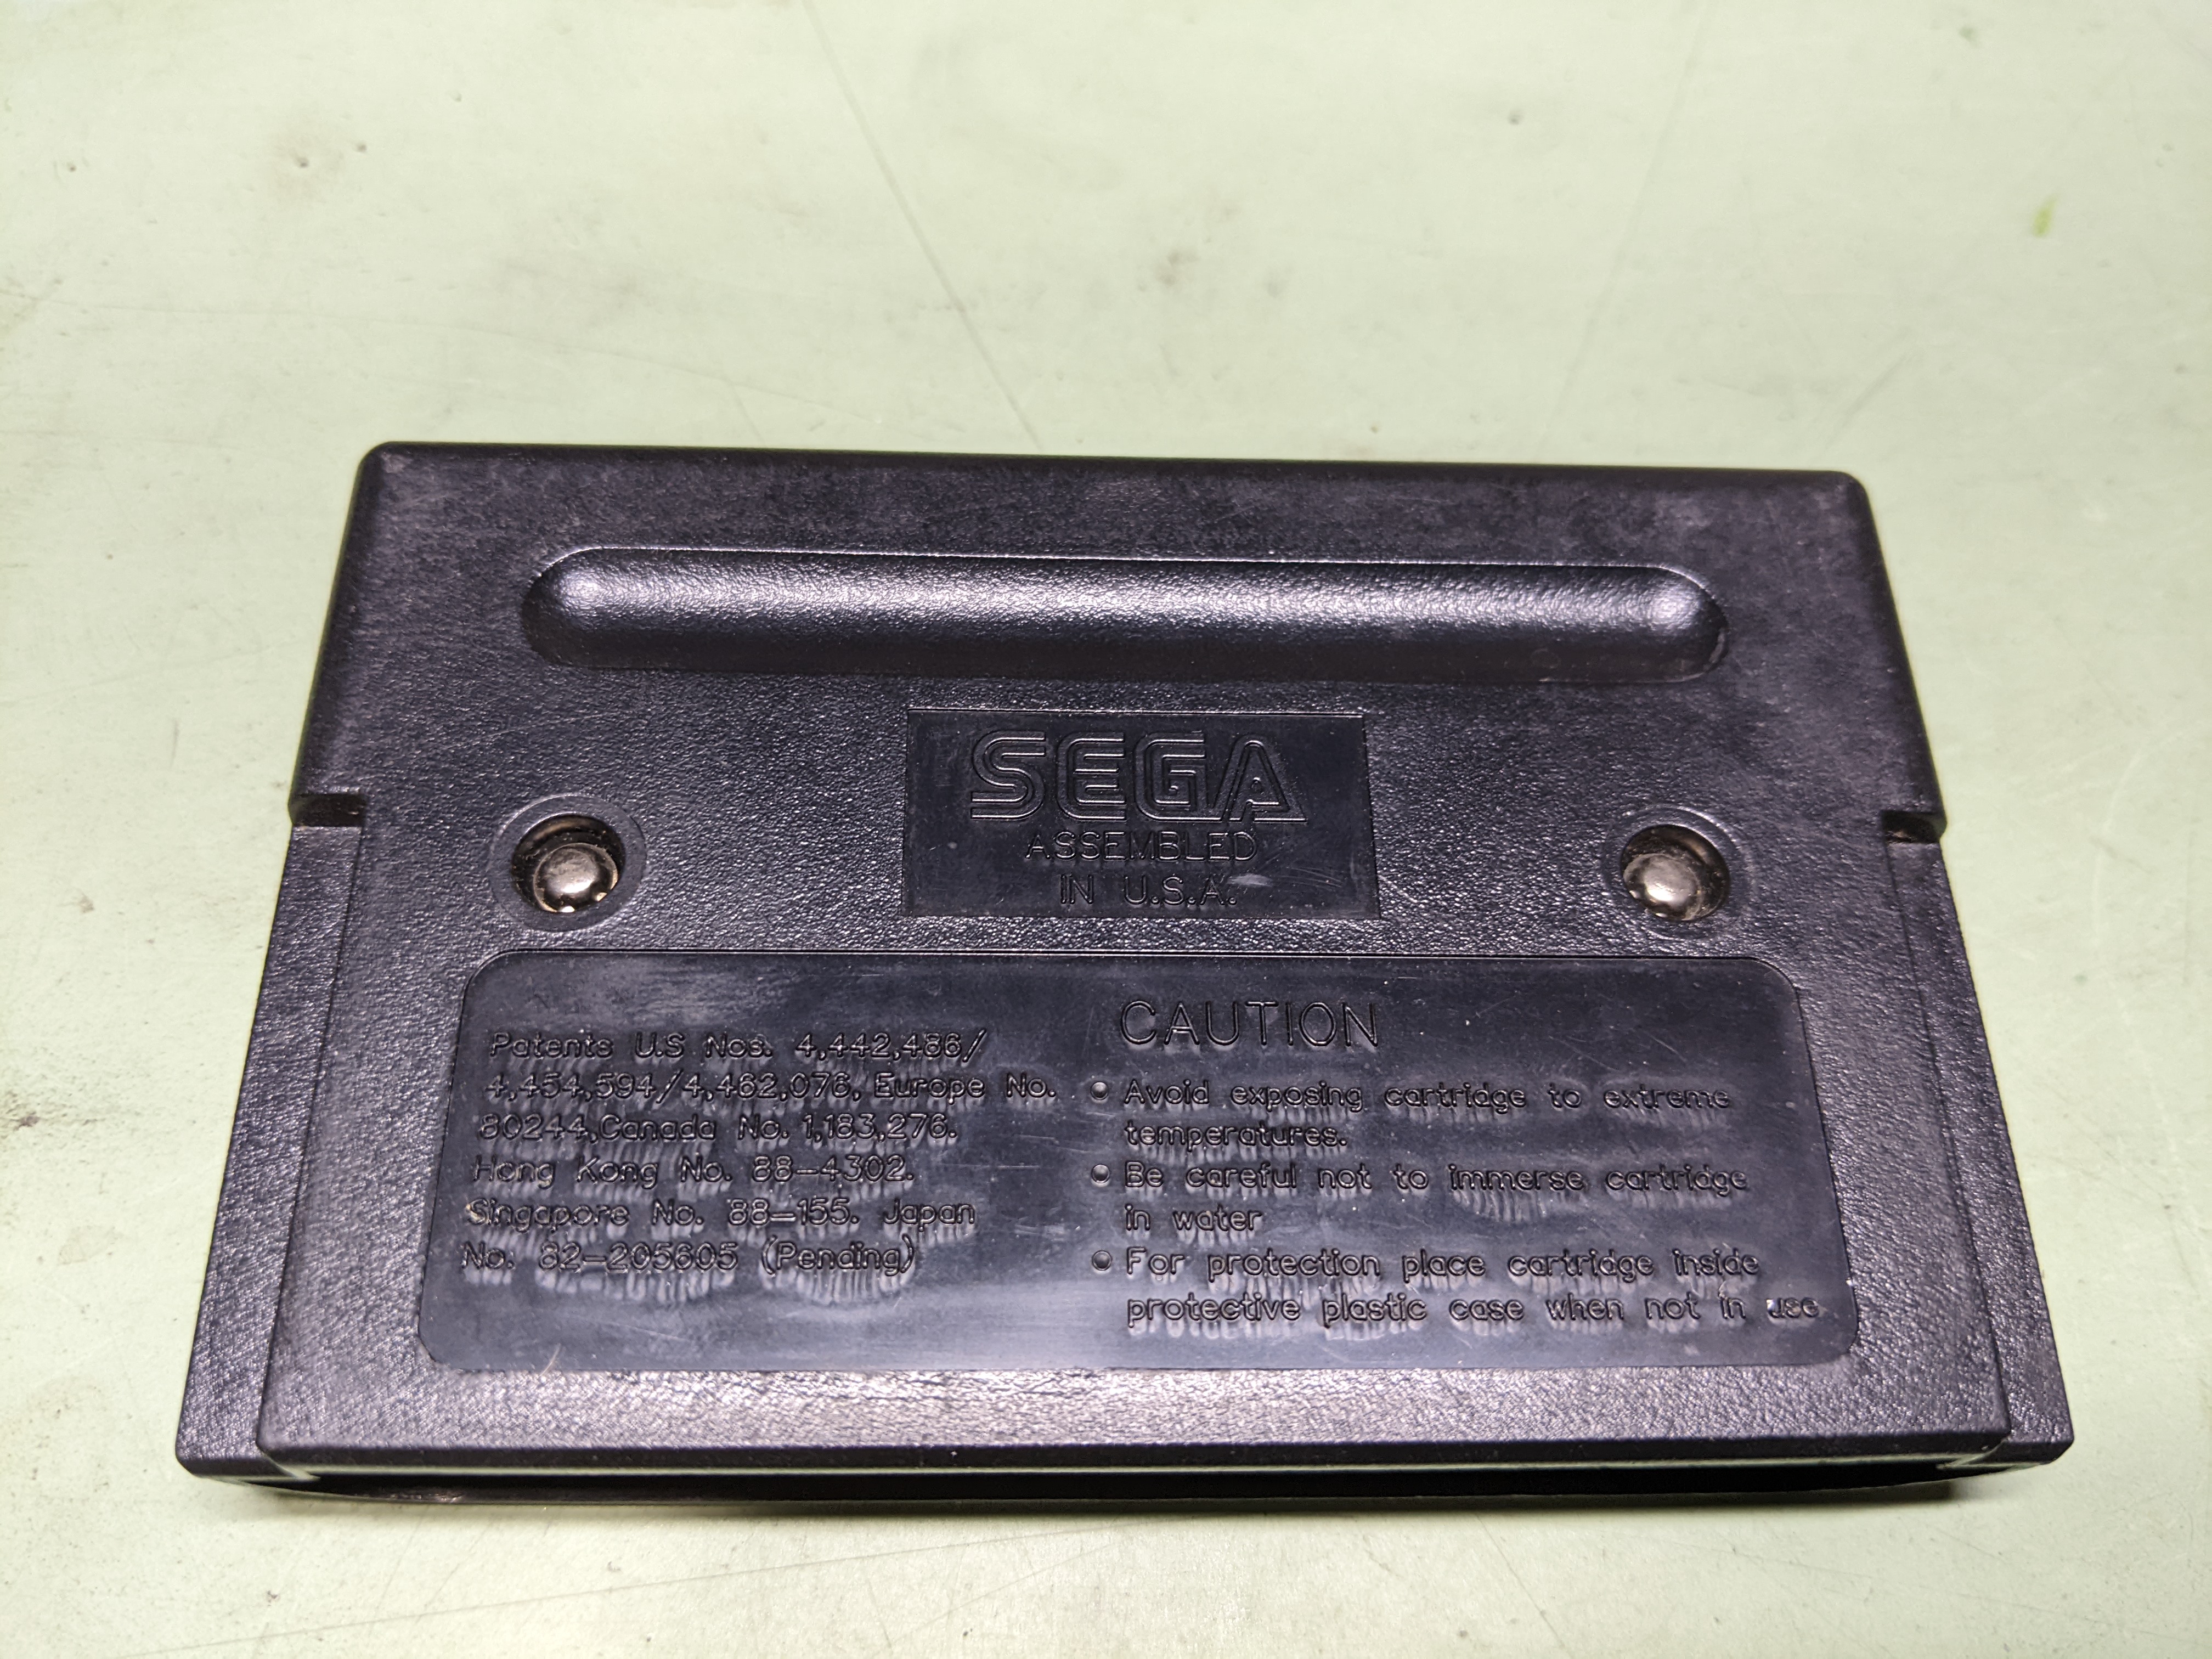 SEGA
ASSEMBLED
IN U.S.A.
Patents U.S Nos. 4,442,486/
4,454,594/4,462,076, Europe No.
80244,Canada No. 1,183,276.
Hong Kong No. 88-4302.
Singapore No. 88-155. Japan
No. 82-205605 (Pending)
CAUTION
Avoid exposing cartridge to extreme
temperatures.
Be careful not to immerse cartridge
in water
For protection place cartridge inside
protective plastic case when not in use